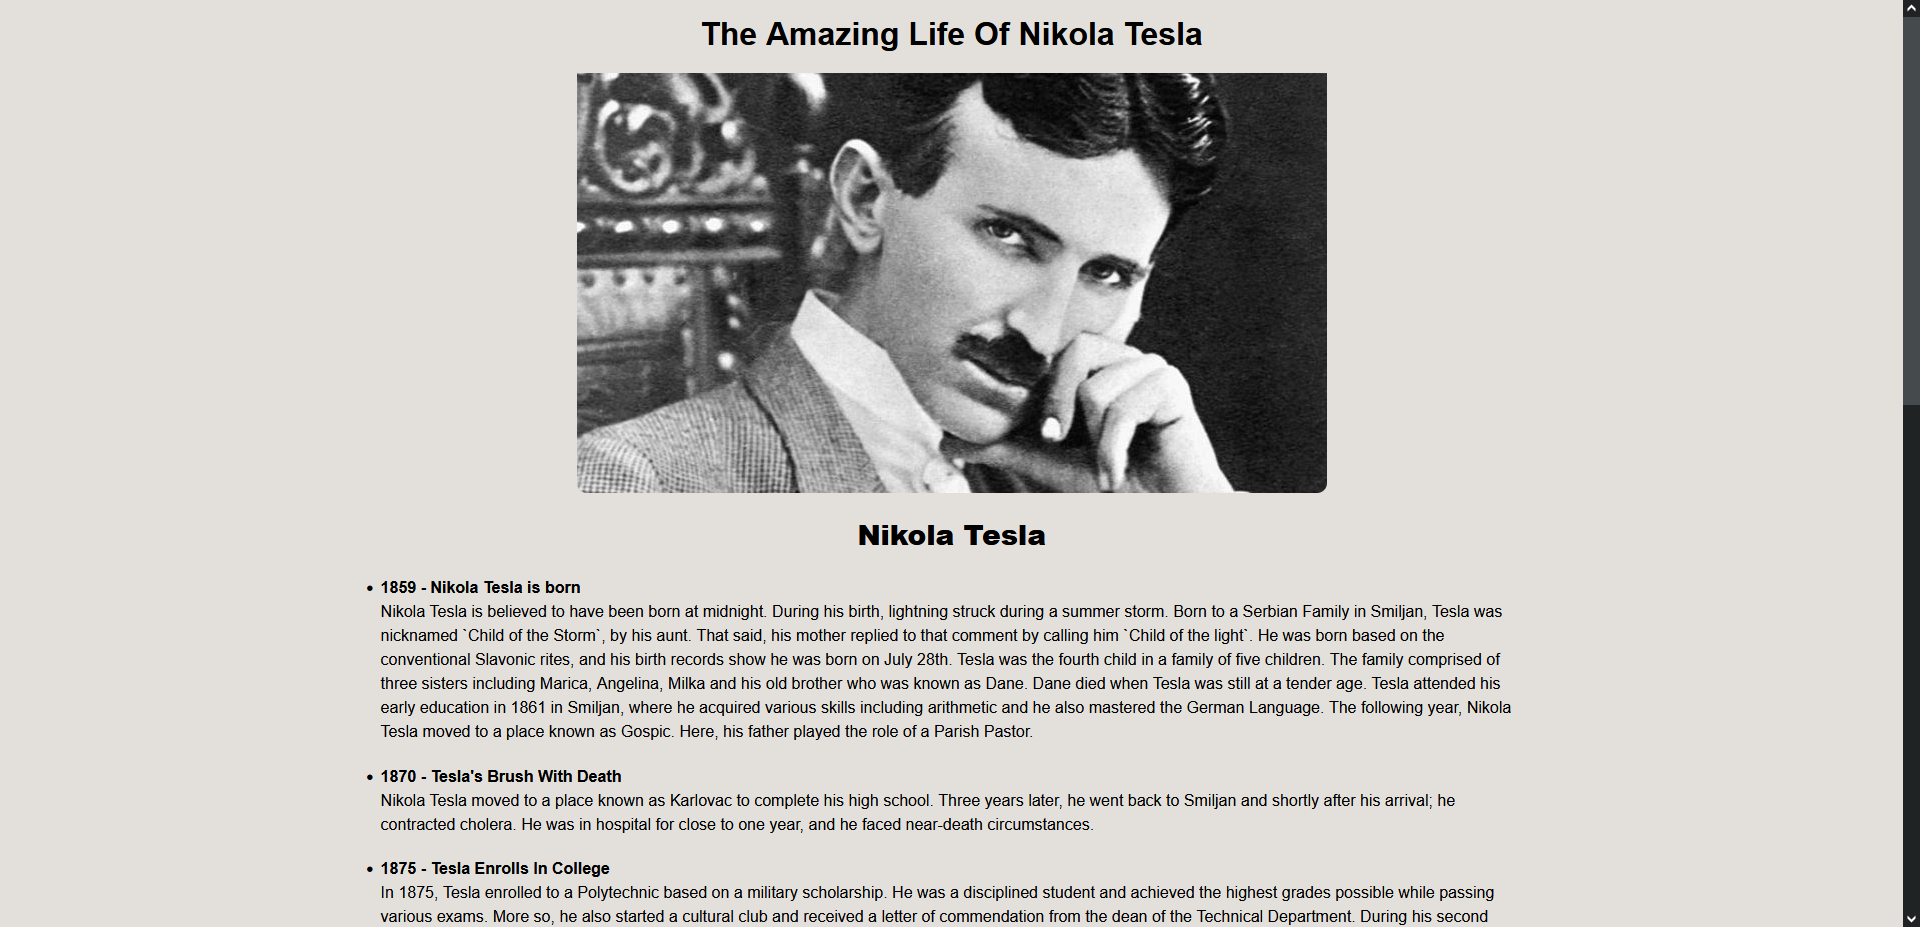 The Amazing Life Of Nikola Tesla
Nikola Tesla
• 1859 - Nikola Tesla is born
Nikola Tesla is believed to have been born at midnight. During his birth, lightning struck during a summer storm. Born to a Serbian Family in Smiljan, Tesla was
nicknamed `Child of the Storm`, by his aunt. That said, his mother replied to that comment by calling him `Child of the light`. He was born based on the
conventional Slavonic rites, and his birth records show he was born on July 28th. Tesla was the fourth child in a family of five children. The family comprised of
three sisters including Marica, Angelina, Milka and his old brother who was known as Dane. Dane died when Tesla was still at a tender age. Tesla attended his
early education in 1861 in Smiljan, where he acquired various skills including arithmetic and he also mastered the German Language. The following year, Nikola
Tesla moved to a place known as Gospic. Here, his father played the role of a Parish Pastor.
• 1870 - Tesla's Brush With Death
Nikola Tesla moved to a place known as Karlovac to complete his high school. Three years later, he went back to Smiljan and shortly after his arrival; he
contracted cholera. He was in hospital for close to one year, and he faced near-death circumstances.
• 1875 - Tesla Enrolls In College
In 1875, Tesla enrolled to a Polytechnic based on a military scholarship. He was a disciplined student and achieved the highest grades possible while passing
various exams. More so, he also started a cultural club and received a letter of commendation from the dean of the Technical Department. During his second